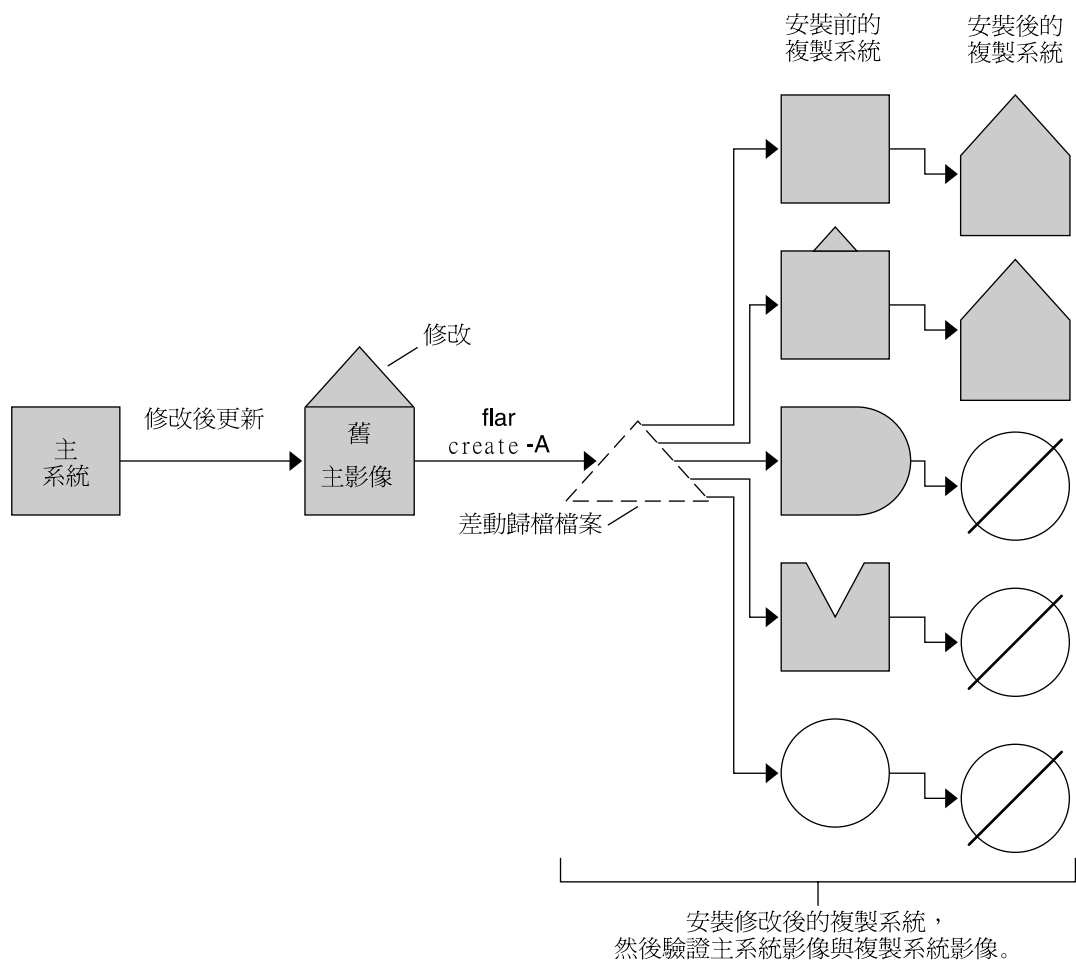 安裝前的
複製系統
安裝後的
複製系統
修改
修改後更新
主
系統
舊
主影像
flar
create -A
差動歸檔檔案
安裝修改後的複製系統，
然後驗證主系統影像與複製系統影像。